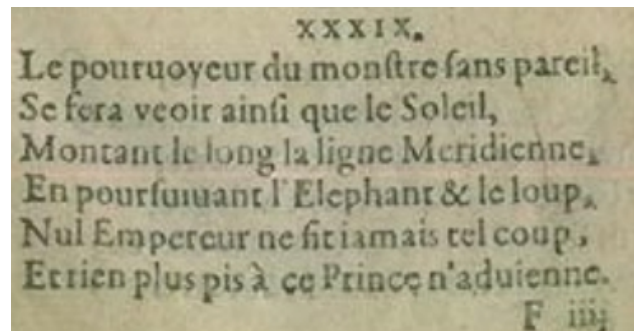 XXXIX.
Le pouruoyeur du monſtre ſans pareil,
Se fera veoir ainſi que le Soleil,
Montant le long la ligne Meridienne,
En pourſuiuant l'Elephant & le loup,
Nul Empereur ne fit iamais tel coup,
Et rien plus pis à ce Prince n'aduienne.
F iiij